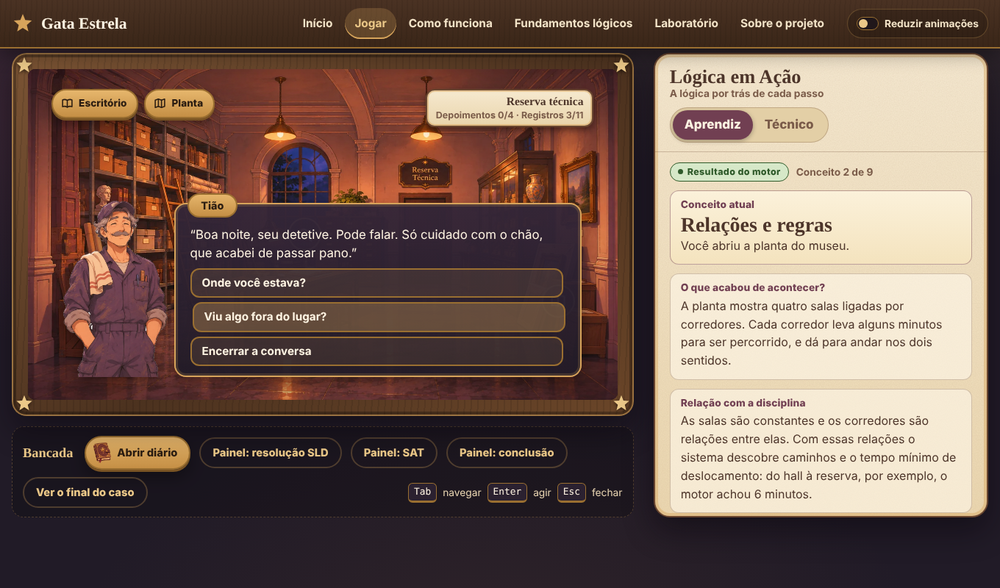 Gata Estrela
Início
Jogar
Como funciona
Fundamentos lógicos
Laboratório
Sobre o projeto
Reduzir animações
Escritório
Planta
Reserva técnica
Depoimentos 0/4 · Registros 3/11
Reserva
Técnica
Tião
“Boa noite, seu detetive. Pode falar. Só cuidado com o chão,
que acabei de passar pano.”
Onde você estava?
Viu algo fora do lugar?
Encerrar a conversa
Bancada
Abrir diário
Painel: resolução SLD
Painel: SAT
Painel: conclusão
Ver o final do caso
Tab navegar Enter agir Esc fechar
Lógica em Ação
A lógica por trás de cada passo
Aprendiz
Técnico
Resultado do motor
Conceito 2 de 9
Conceito atual
Relações e regras
Você abriu a planta do museu.
O que acabou de acontecer?
A planta mostra quatro salas ligadas por
corredores. Cada corredor leva alguns minutos
para ser percorrido, e dá para andar nos dois
sentidos.
Relação com a disciplina
As salas são constantes e os corredores são
relações entre elas. Com essas relações o
sistema descobre caminhos e o tempo mínimo de
deslocamento: do hall à reserva, por exemplo, o
motor achou 6 minutos.